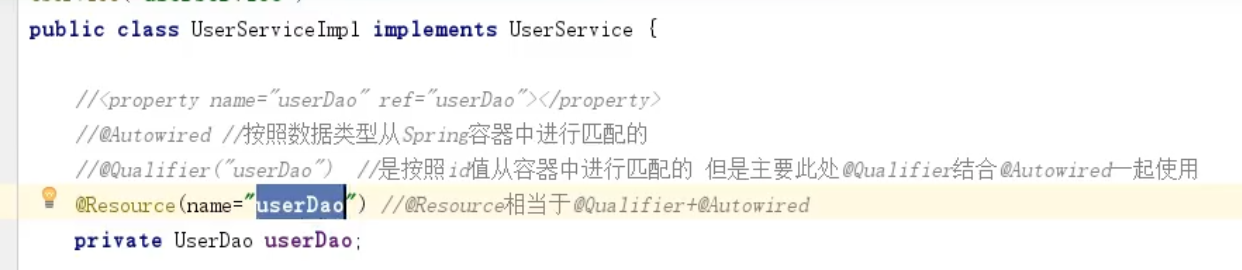 public class UserServiceImpl implements UserService {
//<property name="userDao" ref="userDao"></property>
//@Autowired //按照数据类型从Spring容器中进行匹配的
//@Qualifier("userDao") //是按照id值从容器中进行匹配的 但是主要此处@Qualifier结合@Autowired一起使用
@Resource(name="userDao") //@Resource相当于@Qualifier+@Autowired
private UserDao userDao;